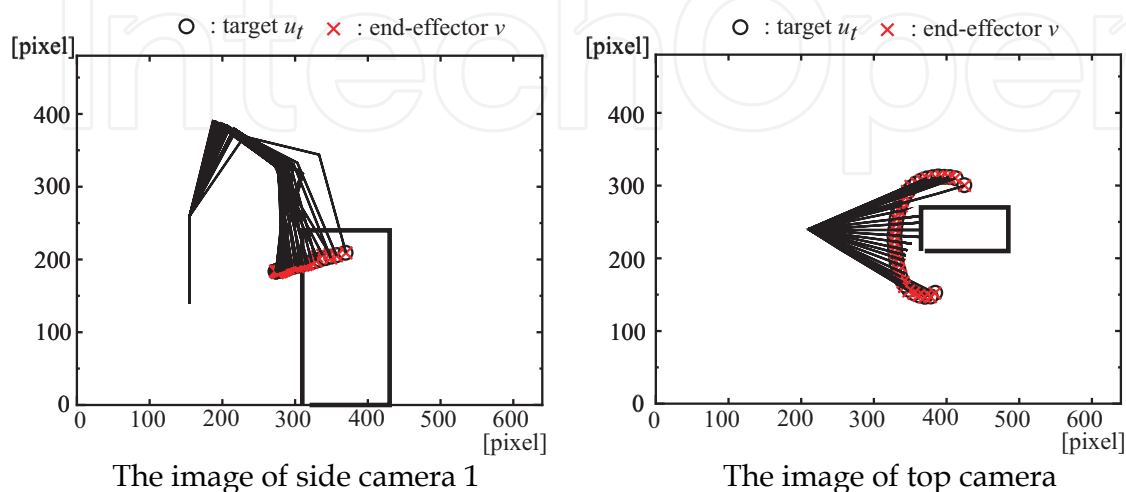 ○ : target u_t × : end-effector v
[pixel]
400
300
200
100
0
0 100 200 300 400 500 600
[pixel]
The image of side camera 1
○ : target u_t × : end-effector v
[pixel]
400
300
200
100
0
0 100 200 300 400 500 600
[pixel]
The image of top camera
IntechOpen